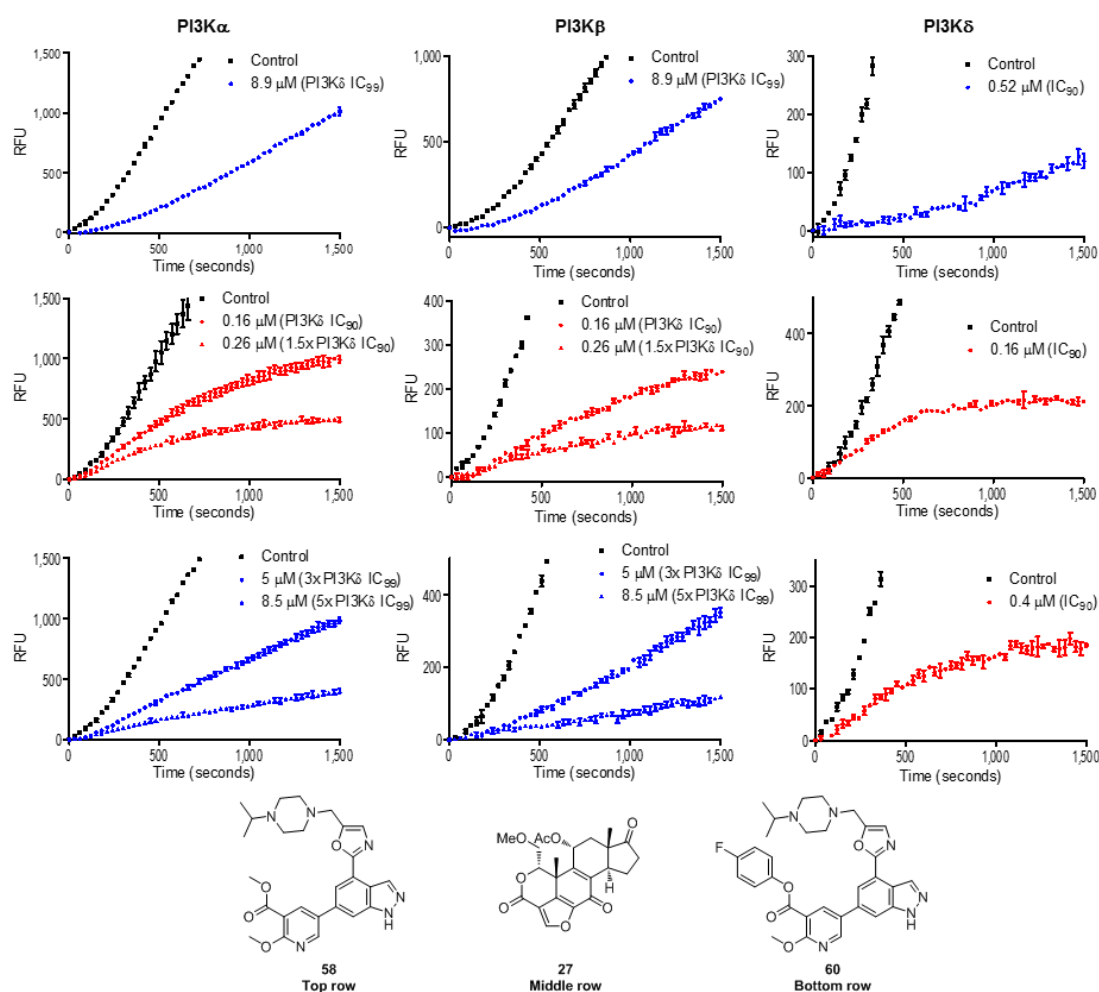 PI3Kα
PI3Kβ
PI3Kδ
1,500
1,000
500
0
RFU
0
500
1,000
1,500
Time (seconds)
Control
8.9 µM (PI3Kδ IC99)
1,000
500
0
RFU
0
500
1,000
1,500
Time (seconds)
Control
8.9 µM (PI3Kδ IC99)
300
200
100
0
RFU
0
500
1,000
1,500
Time (seconds)
Control
0.52 µM (IC90)
1,500
1,000
500
0
RFU
0
500
1,000
1,500
Time (seconds)
Control
0.16 µM (PI3Kδ IC90)
0.26 µM (1.5x PI3Kδ IC90)
400
300
200
100
0
RFU
0
500
1,000
1,500
Time (seconds)
Control
0.16 µM (PI3Kδ IC90)
0.26 µM (1.5x PI3Kδ IC90)
400
200
0
RFU
0
500
1,000
1,500
Time (seconds)
Control
0.16 µM (IC90)
1,500
1,000
500
0
RFU
0
500
1,000
1,500
Time (seconds)
Control
5 µM (3x PI3Kδ IC99)
8.5 µM (5x PI3Kδ IC99)
400
200
0
RFU
0
500
1,000
1,500
Time (seconds)
Control
5 µM (3x PI3Kδ IC99)
8.5 µM (5x PI3Kδ IC99)
300
200
100
0
RFU
0
500
1,000
1,500
Time (seconds)
Control
0.4 µM (IC90)
N
N
O
N
O
O
O
N
N
N
H
58
Top row
MeO
AcO
O
H
O
O
O
O
27
Middle row
N
N
F
O
N
O
O
O
N
N
N
H
60
Bottom row